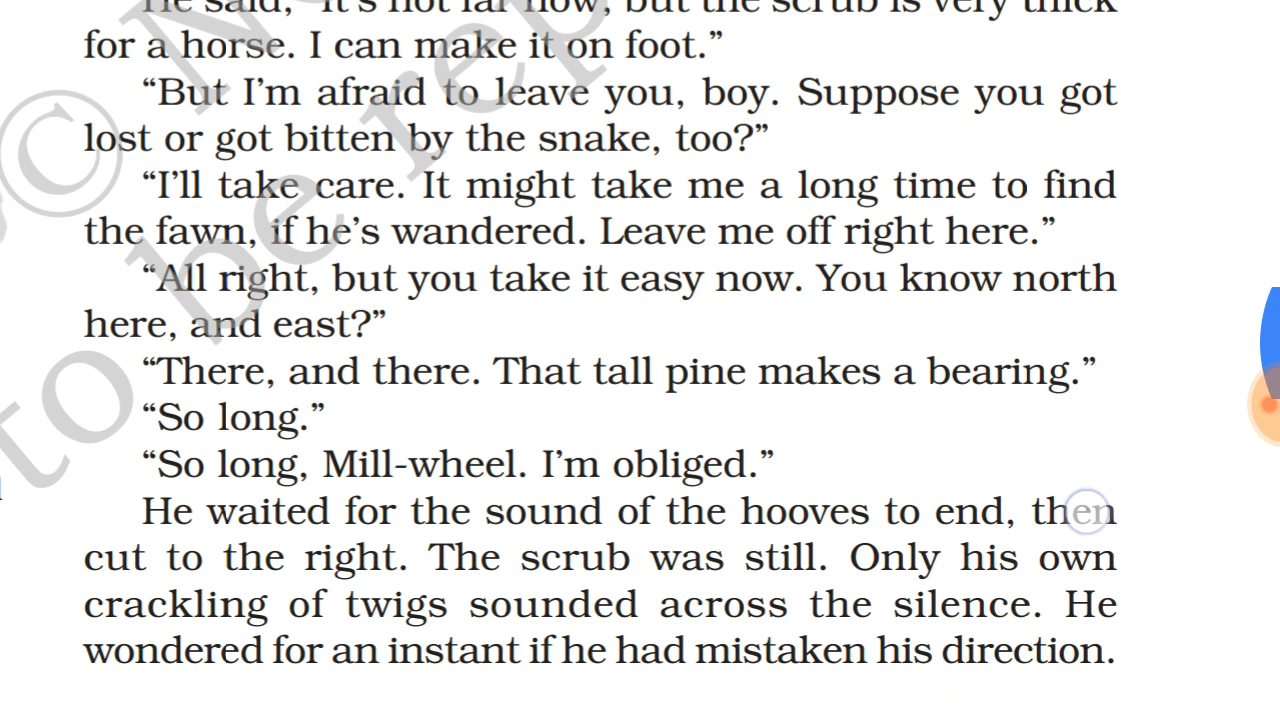 He said, "It's not far now, but the scrub is very thick
for a horse. I can make it on foot.”
“But I’m afraid to leave you, boy. Suppose you got
lost or got bitten by the snake, too?”
“I’ll take care. It might take me a long time to find
the fawn, if he’s wandered. Leave me off right here.”
“All right, but you take it easy now. You know north
here, and east?”
“There, and there. That tall pine makes a bearing.”
“So long.”
“So long, Mill-wheel. I’m obliged.”
He waited for the sound of the hooves to end, then
cut to the right. The scrub was still. Only his own
crackling of twigs sounded across the silence. He
wondered for an instant if he had mistaken his direction.
© N
to be rep